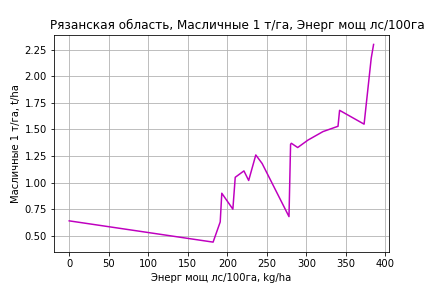 Рязанская область, Масличные 1 т/га, Энерг мощ лс/100га
Масличные 1 т/га, t/ha
2.25
2.00
1.75
1.50
1.25
1.00
0.75
0.50
0 50 100 150 200 250 300 350 400
Энерг мощ лс/100га, kg/ha